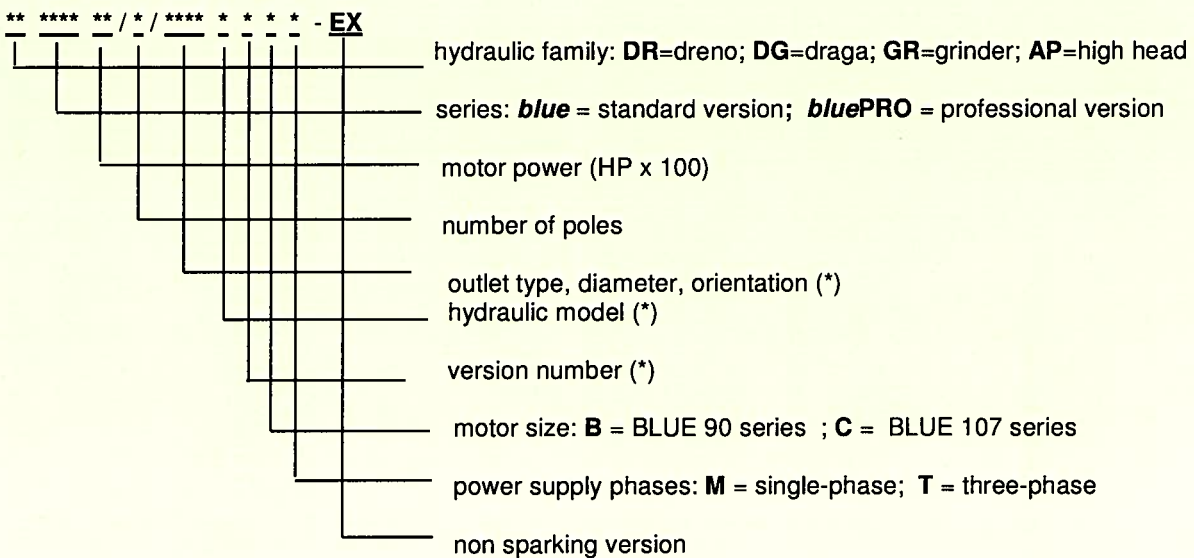 ** **** ** / * / **** * * * * - EX
hydraulic family: DR=dreno; DG=draga; GR=grinder; AP=high head
series: blue = standard version; bluePRO = professional version
motor power (HP x 100)
number of poles
outlet type, diameter, orientation (*)
hydraulic model (*)
version number (*)
motor size: B = BLUE 90 series ; C = BLUE 107 series
power supply phases: M = single-phase; T = three-phase
non sparking version